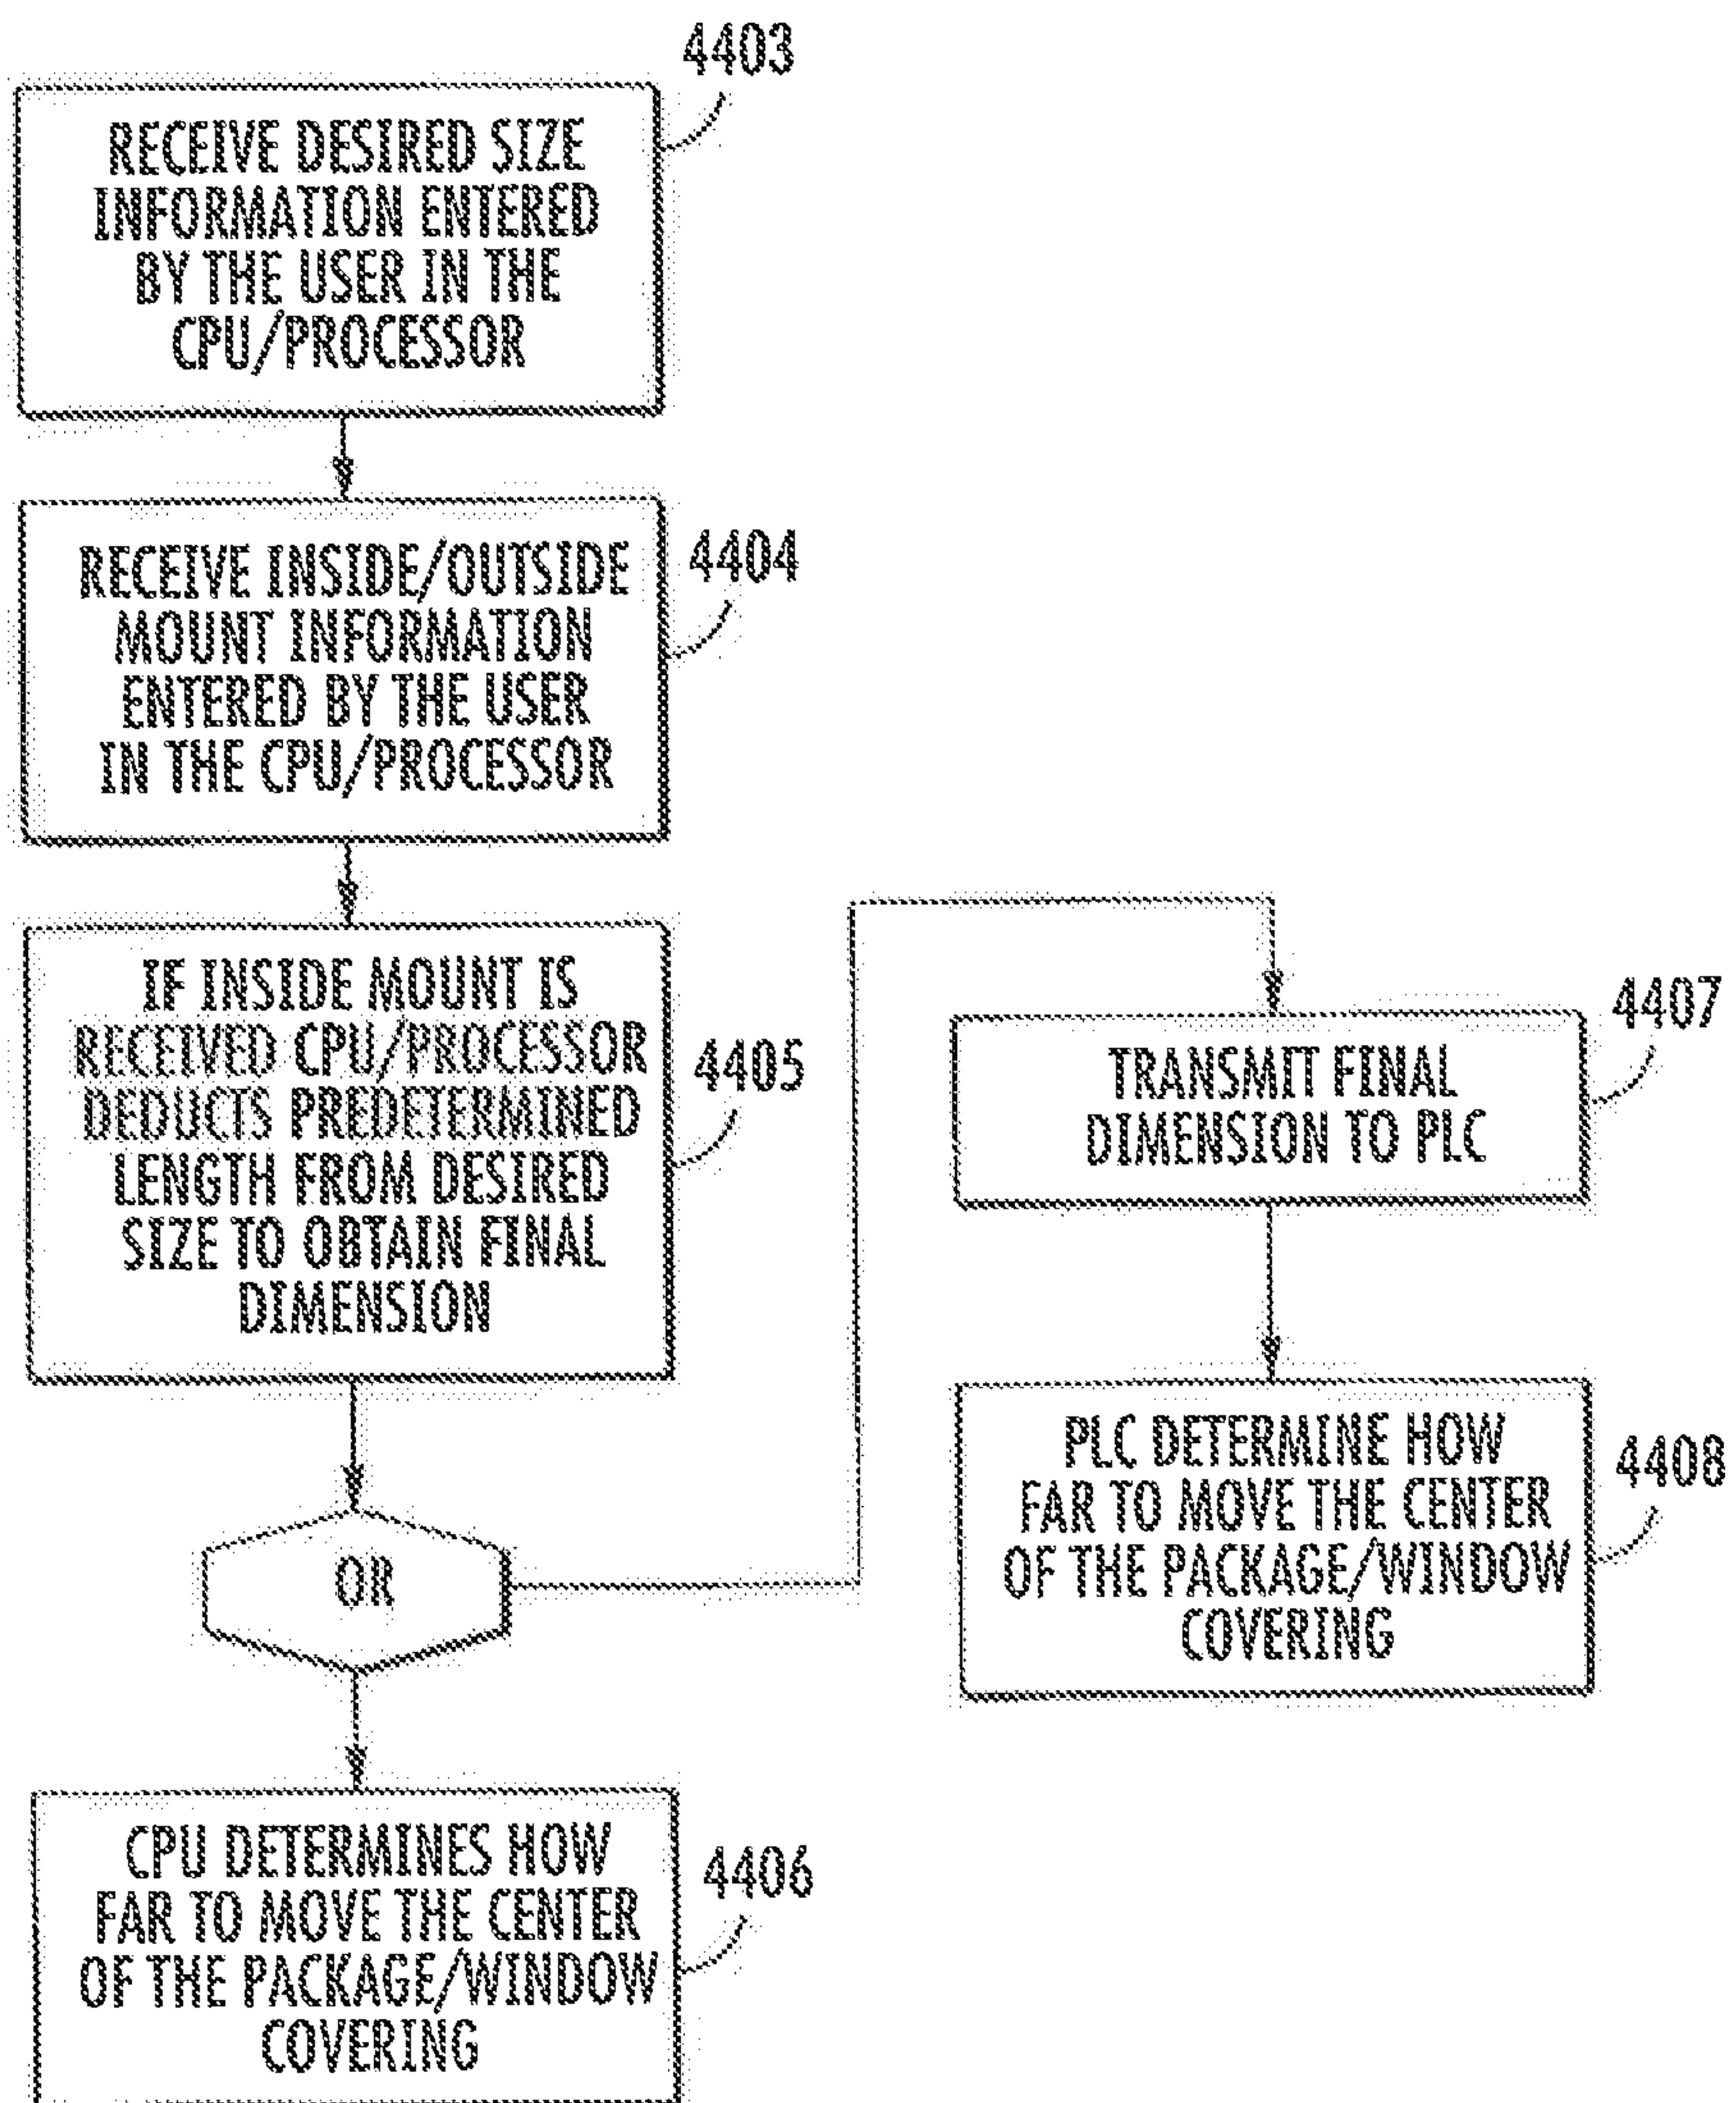 4403
RECEIVE DESIRED SIZE
INFORMATION ENTERED
BY THE USER IN THE
CPU/PROCESSOR
4404
RECEIVE INSIDE/OUTSIDE
MOUNT INFORMATION
ENTERED BY THE USER
IN THE CPU/PROCESSOR
4405
IF INSIDE MOUNT IS
RECEIVED CPU/PROCESSOR
DEDUCTS PREDETERMINED
LENGTH FROM DESIRED
SIZE TO OBTAIN FINAL
DIMENSION
OR
4406
CPU DETERMINES HOW
FAR TO MOVE THE CENTER
OF THE PACKAGE/WINDOW
COVERING
4407
TRANSMIT FINAL
DIMENSION TO PLC
4408
PLC DETERMINE HOW
FAR TO MOVE THE CENTER
OF THE PACKAGE/WINDOW
COVERING